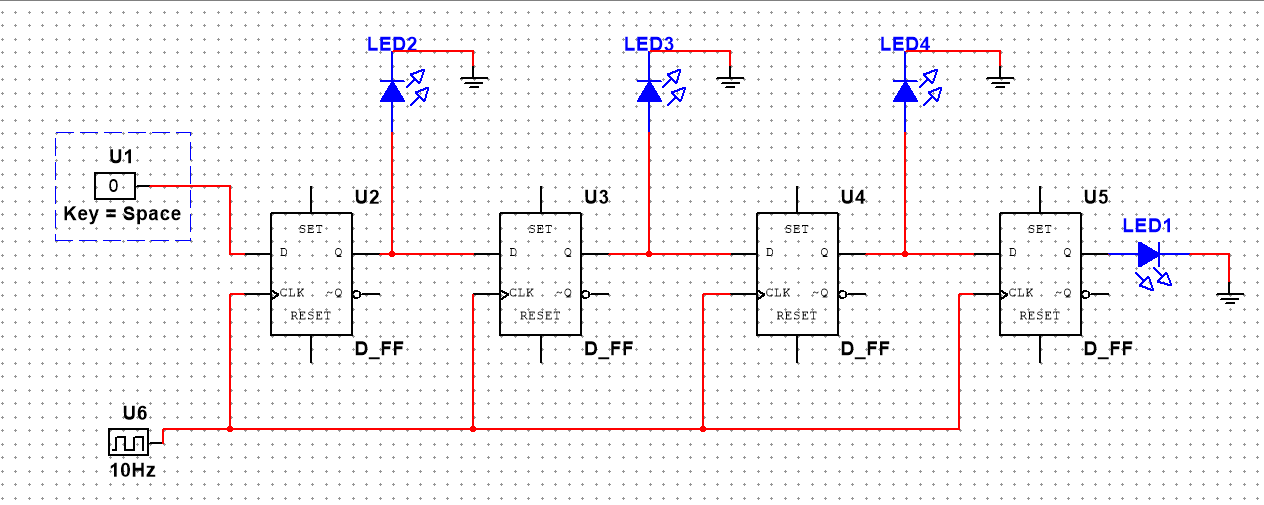 LED2
LED3
LED4
U1
0
Key = Space
U2
U3
U4
U5
SET
SET
SET
SET
LED1
D Q
D Q
D Q
D Q
CLK ~Q
CLK ~Q
CLK ~Q
CLK ~Q
RESET
RESET
RESET
RESET
D_FF
D_FF
D_FF
D_FF
U6
10Hz